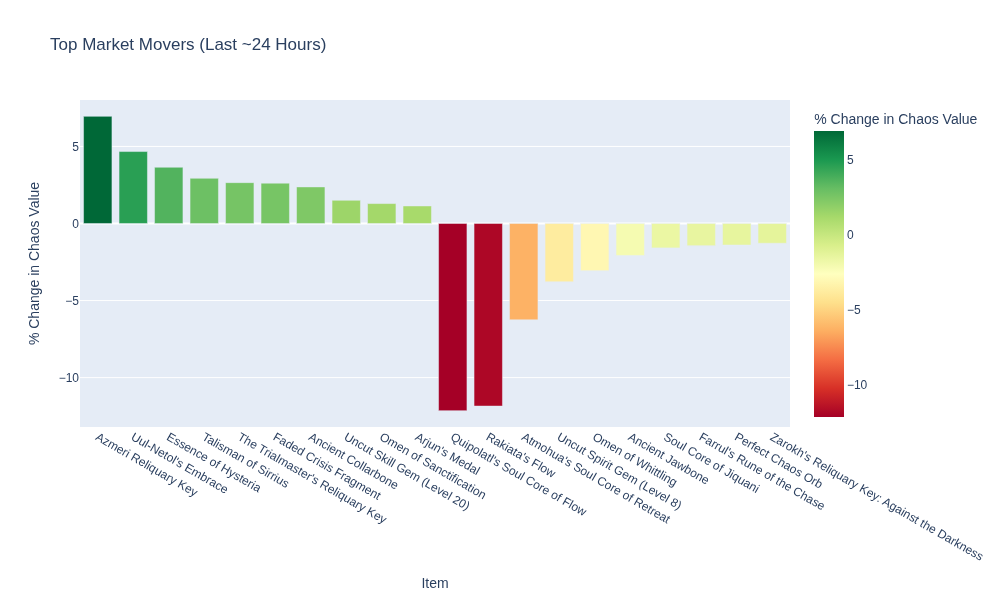 Top Market Movers (Last ~24 Hours)
% Change in Chaos Value
5
0
−5
−10
% Change in Chaos Value
5
0
−5
−10
Azmeri Reliquary Key
Uul-Netol's Embrace
Essence of Hysteria
Talisman of Sirrius
The Trialmaster's Reliquary Key
Faded Crisis Fragment
Ancient Collarbone
Uncut Skill Gem (Level 20)
Omen of Sanctification
Arjun's Medal
Quipolatl's Soul Core of Flow
Rakiata's Flow
Atmohua's Soul Core of Retreat
Uncut Spirit Gem (Level 8)
Omen of Whittling
Ancient Jawbone
Soul Core of Jiquani
Farrul's Rune of the Chase
Perfect Chaos Orb
Zarokh's Reliquary Key: Against the Darkness
Item